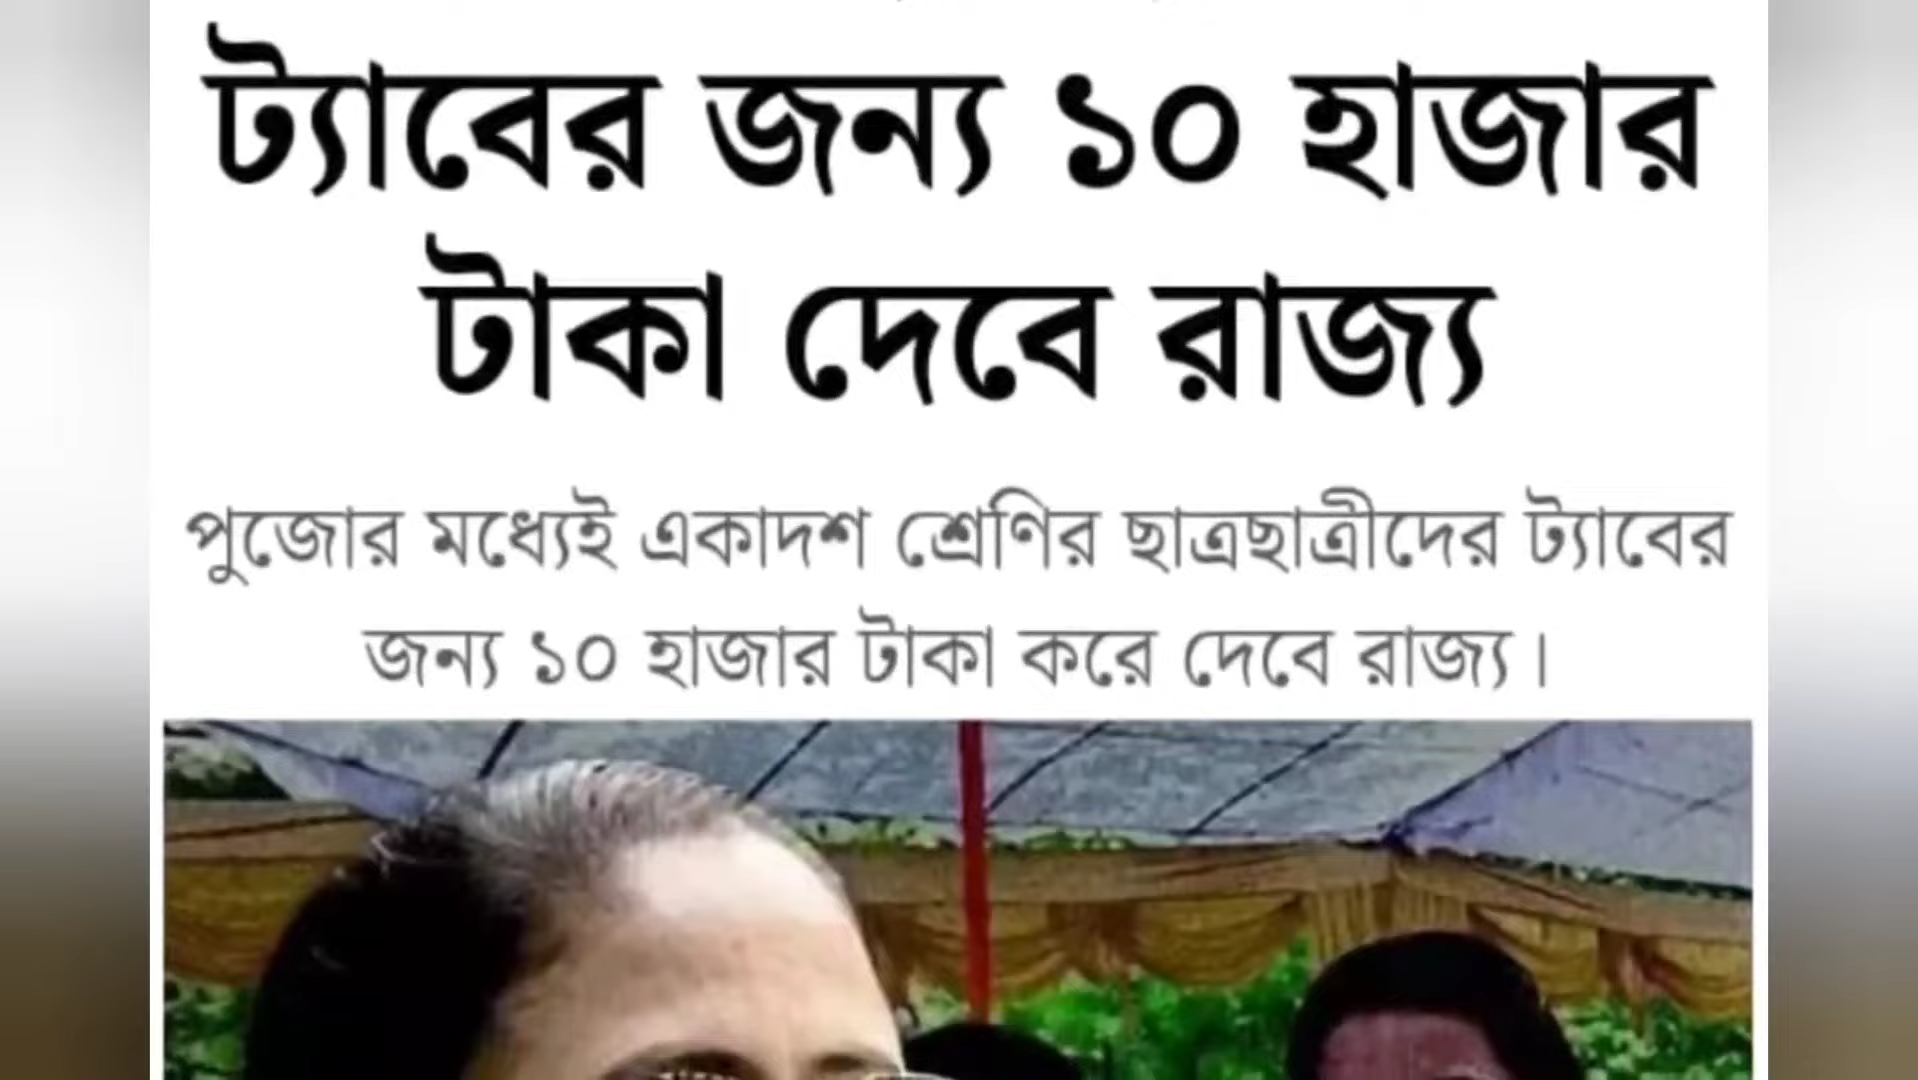 ট্যাবের জন্য ১০ হাজার
টাকা দেবে রাজ্য
পুজোর মধ্যেই একাদশ শ্রেণির ছাত্রছাত্রীদের ট্যাবের
জন্য ১০ হাজার টাকা করে দেবে রাজ্য।